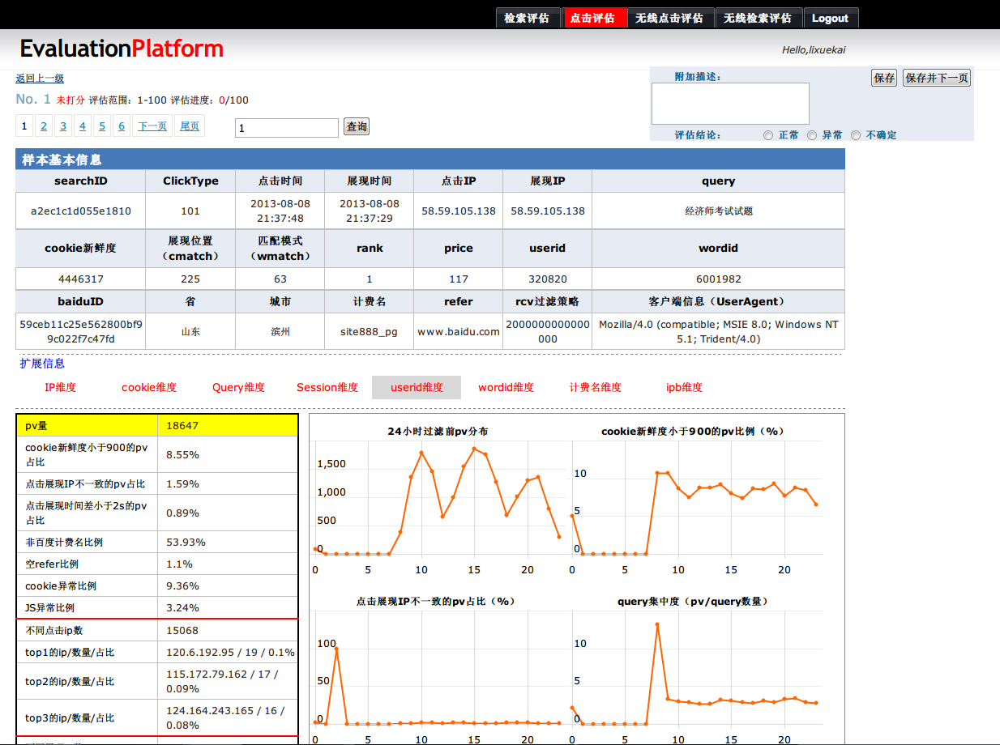 检索评估 点击评估 无线点击评估 无线检索评估 Logout
EvaluationPlatform
Hello,lixuekai
返回上一级
附加描述：
保存 保存并下一页
No. 1 未打分 评估范围：1-100 评估进度：0/100
1 2 3 4 5 6 下一页 尾页 1 查询
评估结论： 正常 异常 不确定
样本基本信息
searchID ClickType 点击时间 展现时间 点击IP 展现IP query
a2ec1c1d055e1810 101 2013-08-08 21:37:48 2013-08-08 21:37:29 58.59.105.138 58.59.105.138 经济师考试试题
cookie新鲜度 展现位置（cmatch） 匹配模式（wmatch） rank price userid wordid
4446317 225 63 1 117 320820 6001982
baiduID 省 城市 计费名 refer rcv过滤策略 客户端信息（UserAgent）
59ceb11c25e562800bf99c022f7c47fd 山东 滨州 site888_pg www.baidu.com 2000000000000000 Mozilla/4.0 (compatible; MSIE 8.0; Windows NT 5.1; Trident/4.0)
扩展信息
IP维度 cookie维度 Query维度 Session维度 userid维度 wordid维度 计费名维度 ipb维度
pv量 18647
cookie新鲜度小于900的pv占比 8.55%
点击展现IP不一致的pv占比 1.59%
点击展现时间差小于2s的pv占比 0.89%
非百度计费名比例 53.93%
空refer比例 1.1%
cookie异常比例 9.36%
JS异常比例 3.24%
不同点击ip数 15068
top1的ip/数量/占比 120.6.192.95 / 19 / 0.1%
top2的ip/数量/占比 115.172.79.162 / 17 / 0.09%
top3的ip/数量/占比 124.164.243.165 / 16 / 0.08%
24小时过滤前pv分布
1,500
1,000
500
0
0 5 10 15 20
cookie新鲜度小于900的pv比例（%）
10
5
0
0 5 10 15 20
点击展现IP不一致的pv占比（%）
100
50
0
0 5 10 15 20
query集中度（pv/query数量）
10
5
0
0 5 10 15 20